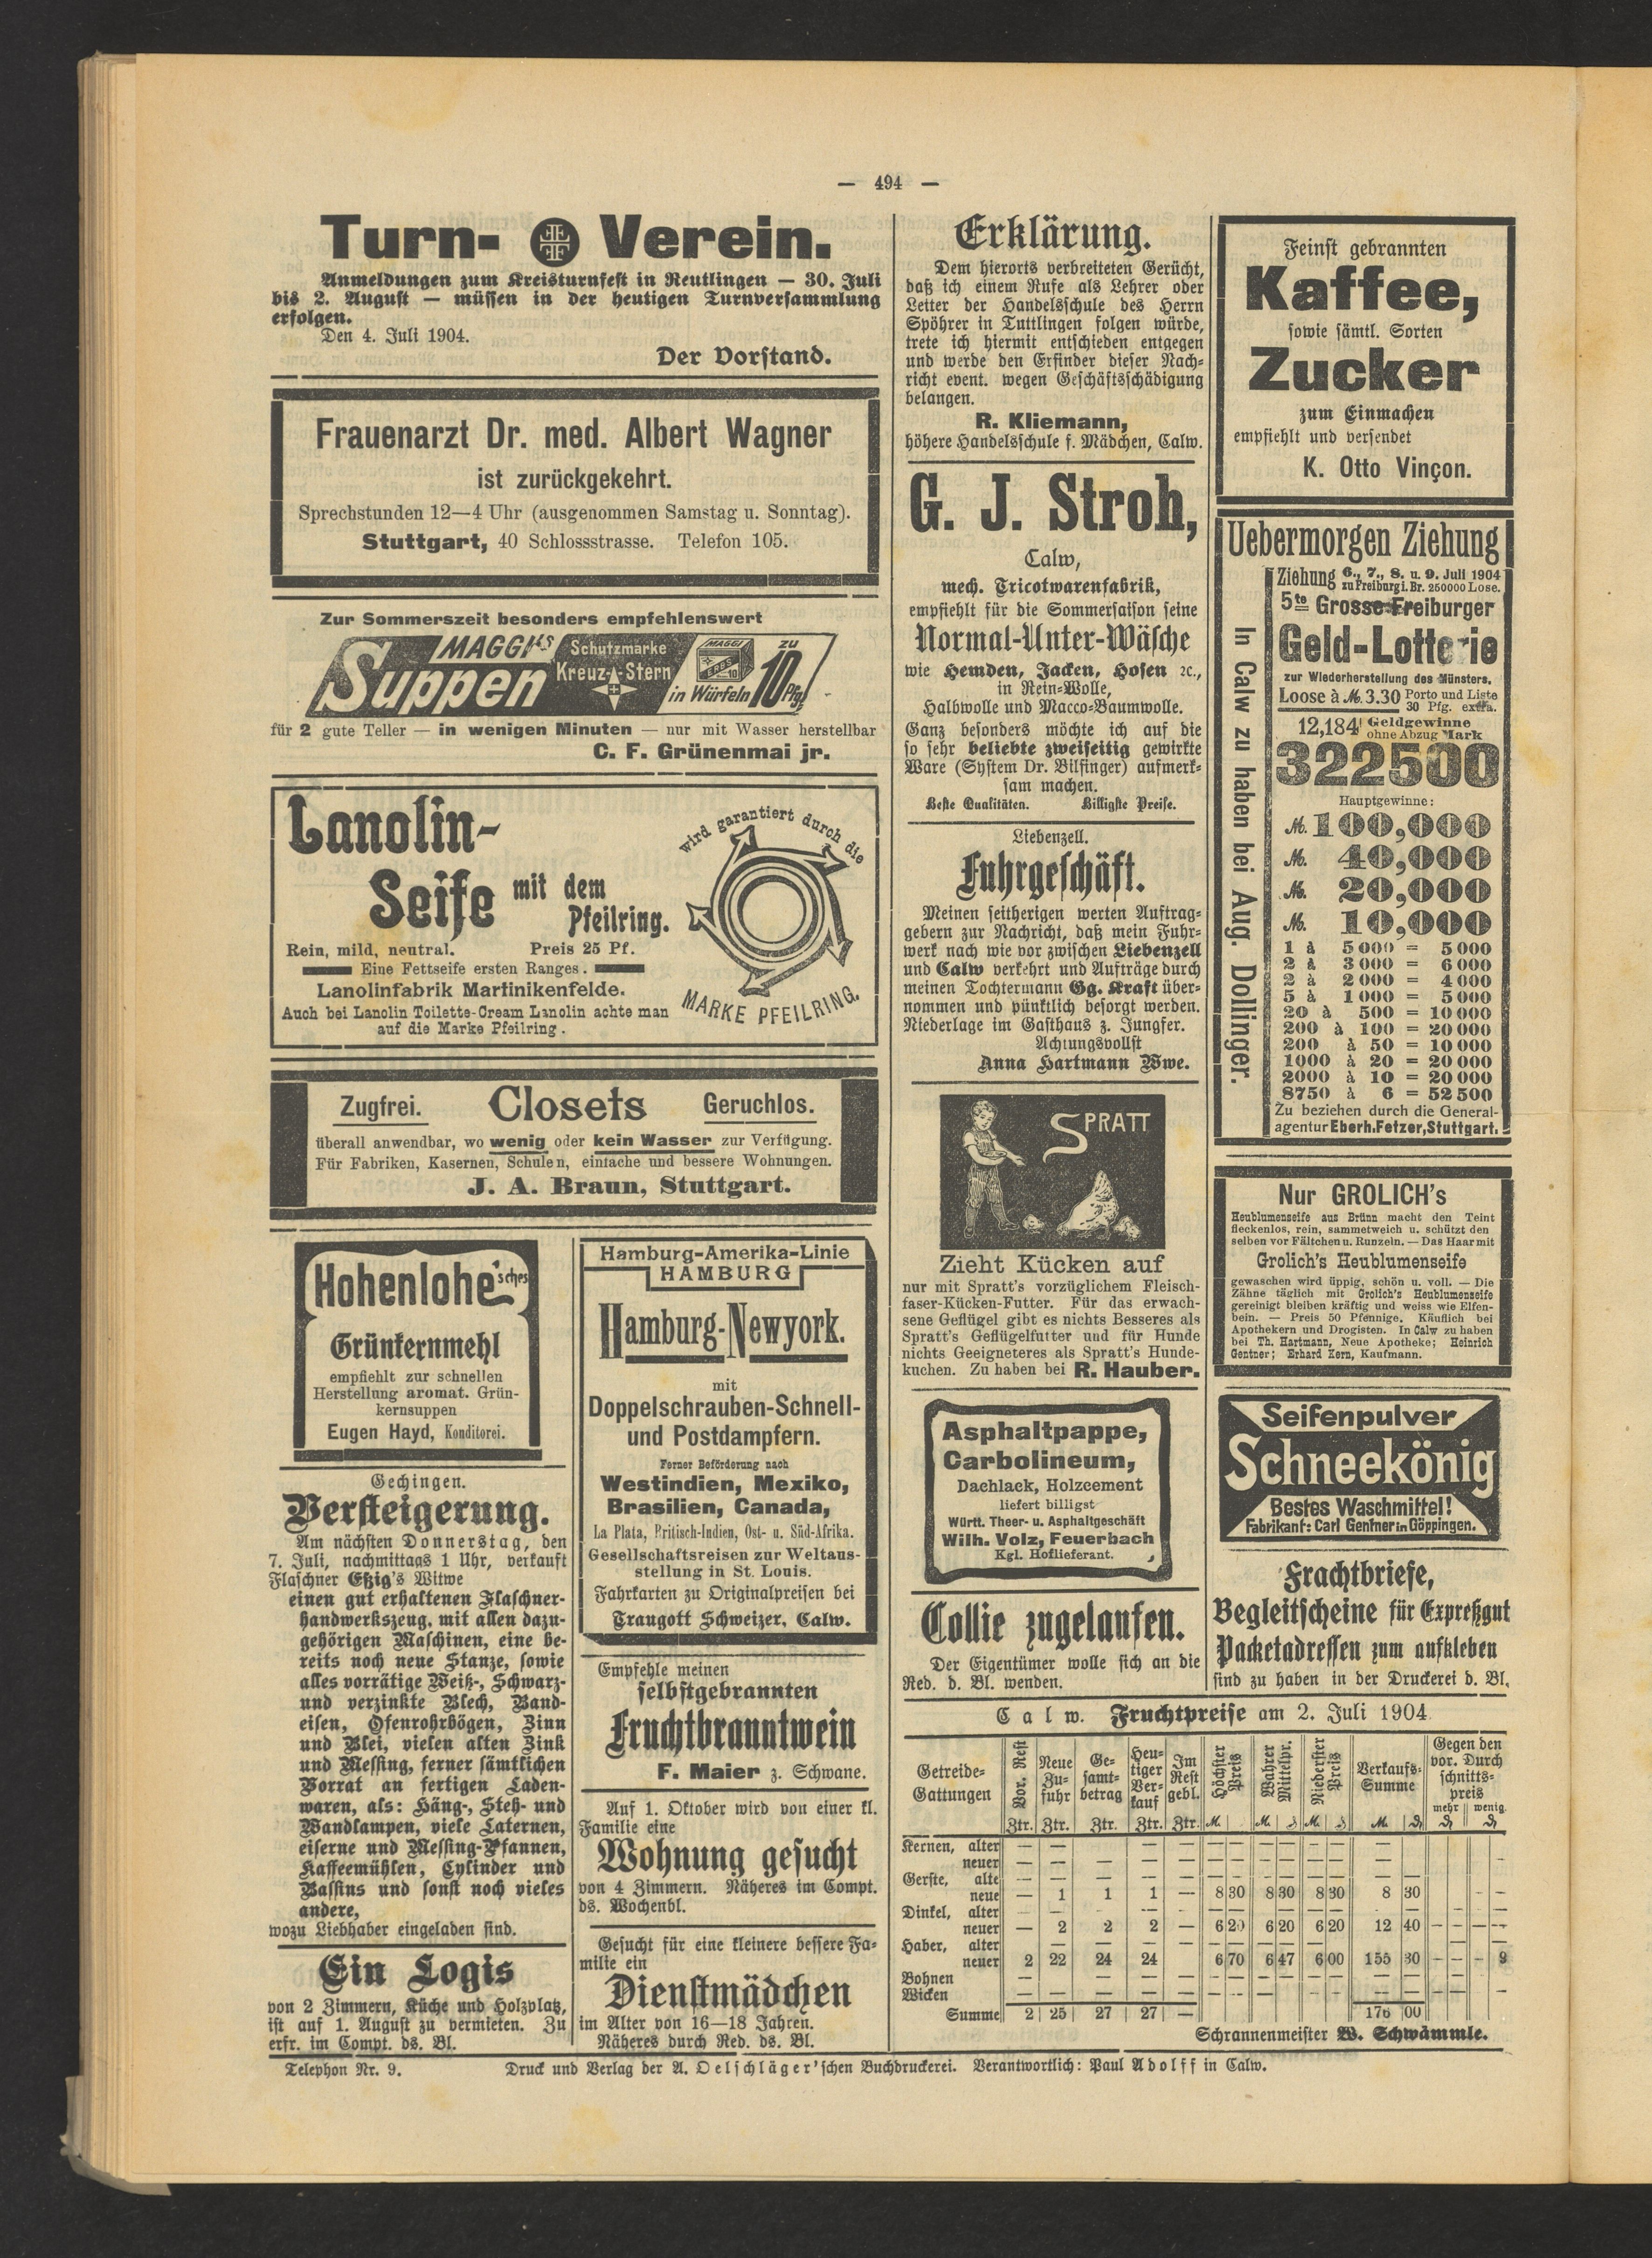 — 494 —
Turn- Verein.
Anmeldungen zum Kreisturnfest in Reutlingen — 30. Juli
bis 2. August — müssen in der heutigen Turnversammlung
erfolgen.
Den 4. Juli 1904.
Der Vorstand.
Frauenarzt Dr. med. Albert Wagner
ist zurückgekehrt.
Sprechstunden 12—4 Uhr (ausgenommen Samstag u. Sonntag).
Stuttgart, 40 Schlossstrasse. Telefon 105.
Zur Sommerszeit besonders empfehlenswert
MAGGI's
Suppen
Schutzmarke
Kreuz-Stern
MAGGI
in Würfeln
zu
10 Pfg.
für 2 gute Teller — in wenigen Minuten — nur mit Wasser herstellbar
C. F. Grünenmai jr.
Lanolin-
Seife mit dem
Pfeilring.
Rein, mild, neutral. Preis 25 Pf.
Eine Fettseife ersten Ranges.
Lanolinfabrik Martinikenfelde.
Auch bei Lanolin Toilette-Cream Lanolin achte man
auf die Marke Pfeilring.
wird garantiert durch die
MARKE PFEILRING.
Zugfrei. Closets Geruchlos.
überall anwendbar, wo wenig oder kein Wasser zur Verfügung.
Für Fabriken, Kasernen, Schulen, einfache und bessere Wohnungen.
J. A. Braun, Stuttgart.
Hohenlohe'sches
Grünkernmehl
empfiehlt zur schnellen
Herstellung aromat. Grün-
kernsuppen
Eugen Hayd, Konditorei.
Gechingen.
Versteigerung.
Am nächsten Donnerstag, den
7. Juli, nachmittags 1 Uhr, verkauft
Flaschner Eßig's Witwe
einen gut erhaltenen Flaschner-
handwerkszeug, mit allen dazu-
gehörigen Maschinen, eine be-
reits noch neue Stanze, sowie
alles vorrätige Weiß-, Schwarz-
und verzinkte Blech, Band-
eisen, Ofenrohrbögen, Zinn
und Blei, vielen alten Zink
und Messing, ferner sämtlichen
Vorrat an fertigen Laden-
waren, als: Häng-, Steh- und
Wandlampen, viele Laternen,
eiserne und Messing-Pfannen,
Kaffeemühlen, Cylinder und
Bassins und sonst noch vieles
andere,
wozu Liebhaber eingeladen sind.
Ein Logis
von 2 Zimmern, Küche und Holzplatz,
ist auf 1. August zu vermieten. Zu
erfr. im Compt. ds. Bl.
Hamburg-Amerika-Linie
HAMBURG
Hamburg-Newyork.
mit
Doppelschrauben-Schnell-
und Postdampfern.
Ferner Beförderung nach
Westindien, Mexiko,
Brasilien, Canada,
La Plata, Britisch-Indien, Ost- u. Süd-Afrika.
Gesellschaftsreisen zur Weltaus-
stellung in St. Louis.
Fahrkarten zu Originalpreisen bei
Traugott Schweizer, Calw.
Empfehle meinen
selbstgebrannten
Fruchtbranntwein
F. Maier z. Schwane.
Auf 1. Oktober wird von einer kl.
Familie eine
Wohnung gesucht
von 4 Zimmern. Näheres im Compt.
ds. Wochenbl.
Gesucht für eine kleinere bessere Fa-
milie ein
Dienstmädchen
im Alter von 16—18 Jahren.
Näheres durch Red. ds. Bl.
Erklärung.
Dem hierorts verbreiteten Gerücht,
daß ich einem Rufe als Lehrer oder
Leiter der Handelsschule des Herrn
Spöhrer in Tuttlingen folgen würde,
trete ich hiermit entschieden entgegen
und werde den Erfinder dieser Nach-
richt event. wegen Geschäftsschädigung
belangen.
R. Kliemann,
höhere Handelsschule f. Mädchen, Calw.
G. J. Stroh,
Calw,
mech. Tricotwarenfabrik,
empfiehlt für die Sommersaison seine
Normal-Unter-Wäsche
wie Hemden, Jacken, Hosen ꝛc.,
in Rein-Wolle,
Halbwolle und Macco-Baumwolle.
Ganz besonders möchte ich auf die
so sehr beliebte zweiseitig gewirkte
Ware (System Dr. Bilfinger) aufmerk-
sam machen.
Beste Qualitäten. Billigste Preise.
Liebenzell.
Fuhrgeschäft.
Meinen seitherigen werten Auftrag-
gebern zur Nachricht, daß mein Fuhr-
werk nach wie vor zwischen Liebenzell
und Calw verkehrt und Aufträge durch
meinen Tochtermann Gg. Kraft über-
nommen und pünktlich besorgt werden.
Niederlage im Gasthaus z. Jungfer.
Achtungsvollst
Anna Hartmann Wwe.
SPRATT
Zieht Kücken auf
nur mit Spratt's vorzüglichem Fleisch-
faser-Kücken-Futter. Für das erwach-
sene Geflügel gibt es nichts Besseres als
Spratt's Geflügelfutter und für Hunde
nichts Geeigneteres als Spratt's Hunde-
kuchen. Zu haben bei R. Hauber.
Asphaltpappe,
Carbolineum,
Dachlack, Holzcement
liefert billigst
Württ. Theer- u. Asphaltgeschäft
Wilh. Volz, Feuerbach
Kgl. Hoflieferant.
Collie zugelaufen.
Der Eigentümer wolle sich an die
Red. d. Bl. wenden.
Feinst gebrannten
Kaffee,
sowie sämtl. Sorten
Zucker
zum Einmachen
empfiehlt und versendet
K. Otto Vinçon.
Uebermorgen Ziehung
In Calw zu haben bei Aug. Dollinger.
Ziehung 6., 7., 8. u. 9. Juli 1904
zu Freiburg i. Br. 250000 Lose.
5te Grosse Freiburger
Geld-Lotterie
zur Wiederherstellung des Münsters.
Loose à M. 3.30 Porto und Liste
30 Pfg. extra.
12,184 Geldgewinne
ohne Abzug Mark
322500
Hauptgewinne:
M. 100,000
M. 40,000
M. 20,000
M. 10,000
1 à 5000 = 5000
2 à 3000 = 6000
2 à 2000 = 4000
5 à 1000 = 5000
20 à 500 = 10000
200 à 100 = 20000
200 à 50 = 10000
1000 à 20 = 20000
2000 à 10 = 20000
8750 à 6 = 52500
Zu beziehen durch die General-
agentur Eberh. Fetzer, Stuttgart.
Nur GROLICH's
Heublumenseife aus Brünn macht den Teint
fleckenlos, rein, sammetweich u. schützt den
selben vor Fältchen u. Runzeln. — Das Haar mit
Grolich's Heublumenseife
gewaschen wird üppig, schön u. voll. — Die
Zähne täglich mit Grolich's Heublumenseife
gereinigt bleiben kräftig und weiss wie Elfen-
bein. — Preis 50 Pfennige. Käuflich bei
Apothekern und Drogisten. In Calw zu haben
bei Th. Hartmann, Neue Apotheke; Heinrich
Gentner; Erhard Kern, Kaufmann.
Seifenpulver
Schneekönig
Bestes Waschmittel!
Fabrikant: Carl Gentner in Göppingen.
Frachtbriefe,
Begleitscheine für Expreßgut
Packetadressen zum aufkleben
sind zu haben in der Druckerei d. Bl.
Calw. Fruchtpreise am 2. Juli 1904.
Getreide-Gattungen | Vor. Rest | Neue Zu-fuhr | Ge-samt-betrag | Heu-tiger Ver-kauf | Im Rest gebl. | Höchster Preis | Wahrer Mittelpr. | Niederster Preis | Verkaufs-Summe | Gegen den vor. Durch schnitts-preis mehr wenig.
Ztr. Ztr. Ztr. Ztr. Ztr. M. M. ₰ M. ₰ M. ₰ ₰ ₰
Kernen, alter — — — — — — — — —
neuer — — — — — — — — —
Gerste, alte — — — — — — — — —
neue — 1 1 1 — 8 30 8 30 8 30 8 30 — —
Dinkel, alter — — — — — — — —
neuer — 2 2 2 — 6 20 6 20 6 20 12 40 — — — —
Haber, alter — — — — — — — —
neuer 2 22 24 24 6 70 6 47 6 00 155 30 — — — 9
Bohnen — — — — — — — —
Wicken — — — — — — — —
Summe 2 25 27 27 — 176 00
Schrannenmeister W. Schwämmle.
Telephon Nr. 9. Druck und Verlag der A. Oelschläger'schen Buchdruckerei. Verantwortlich: Paul Adolff in Calw.